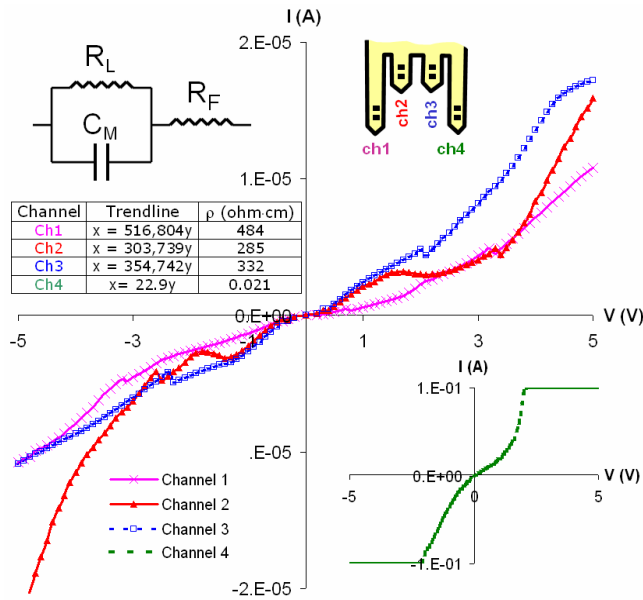 I (A)
2.E-05
R_L
R_F
C_M
ch2
ch3
ch1
ch4
1.E-05
Channel Trendline ρ (ohm·cm)
Ch1 x = 516,804y 484
Ch2 x = 303,739y 285
Ch3 x = 354,742y 332
Ch4 x= 22.9y 0.021
0.E+00
V (V)
-5 -3 -1 1 3 5
I (A)
1.E-01
0.E+00
V (V)
-5 0 5
-1.E-01
-1.E-05
Channel 1
Channel 2
Channel 3
Channel 4
-2.E-05